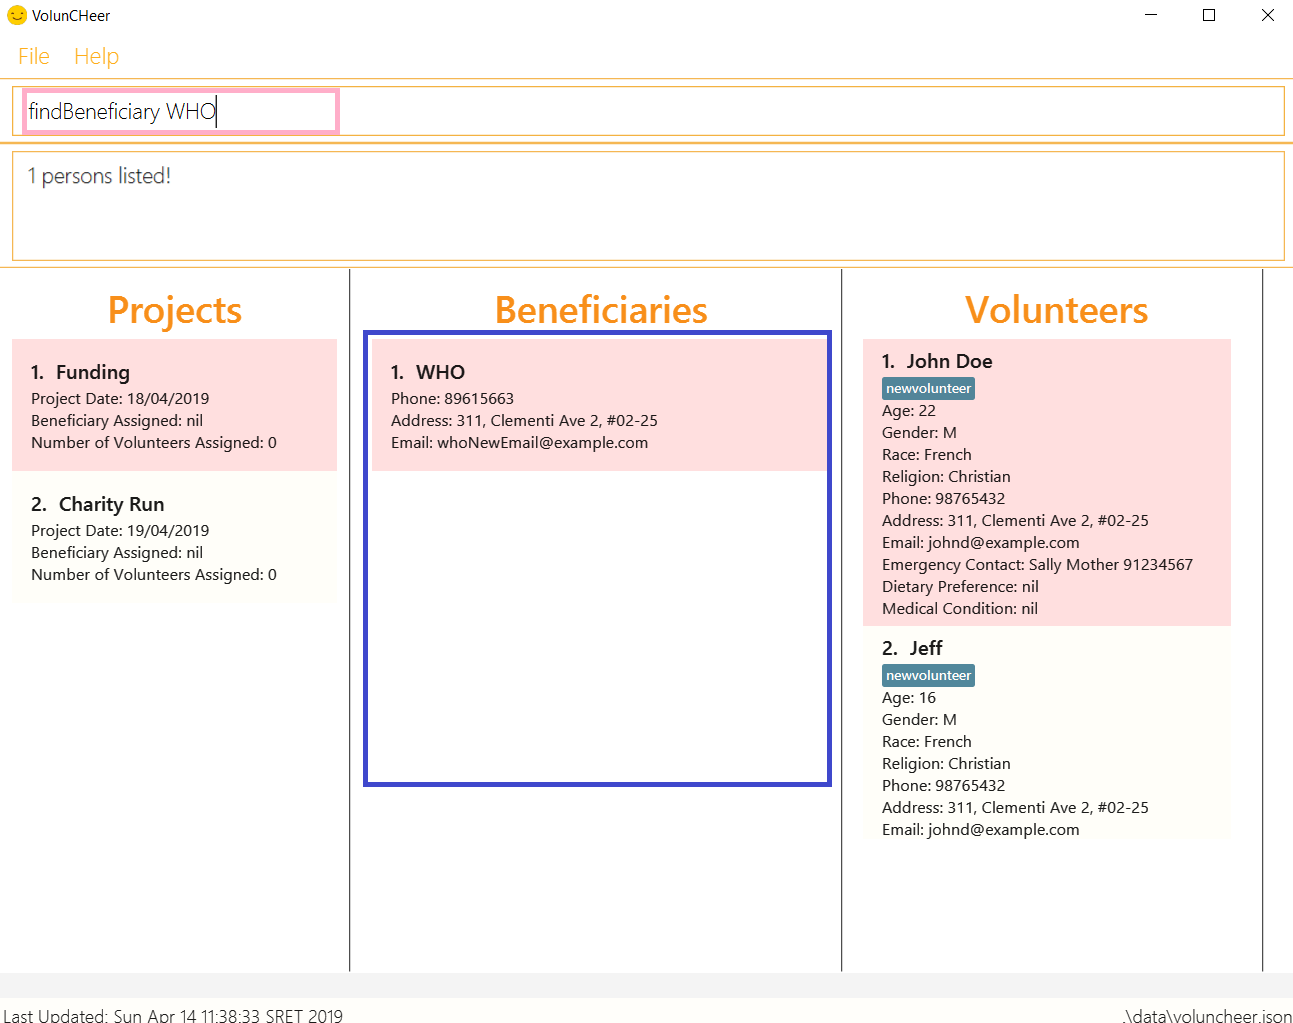 VolunCHeer
File Help
findBeneficiary WHO
1 persons listed!
Projects
1. Funding
Project Date: 18/04/2019
Beneficiary Assigned: nil
Number of Volunteers Assigned: 0
2. Charity Run
Project Date: 19/04/2019
Beneficiary Assigned: nil
Number of Volunteers Assigned: 0
Beneficiaries
1. WHO
Phone: 89615663
Address: 311, Clementi Ave 2, #02-25
Email: whoNewEmail@example.com
Volunteers
1. John Doe
newvolunteer
Age: 22
Gender: M
Race: French
Religion: Christian
Phone: 98765432
Address: 311, Clementi Ave 2, #02-25
Email: johnd@example.com
Emergency Contact: Sally Mother 91234567
Dietary Preference: nil
Medical Condition: nil
2. Jeff
newvolunteer
Age: 16
Gender: M
Race: French
Religion: Christian
Phone: 98765432
Address: 311, Clementi Ave 2, #02-25
Email: johnd@example.com
Last Updated: Sun Apr 14 11:38:33 SRET 2019
.\data\voluncheer.json